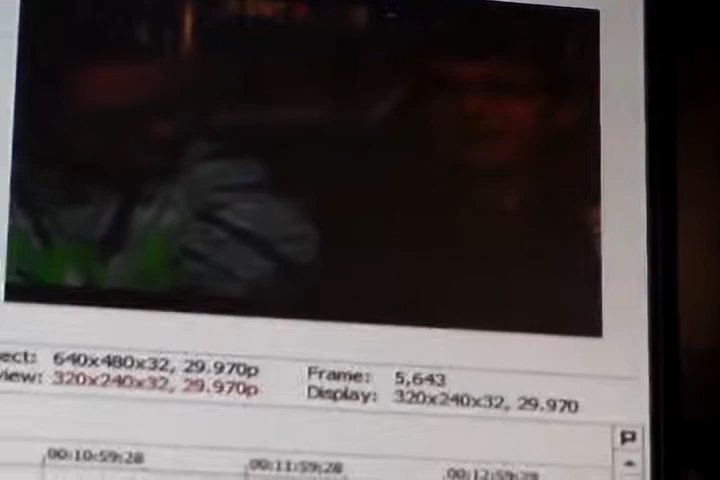 ect: 640x480x32, 29.970p Frame: 5,643
view: 320x240x32, 29.970p Display: 320x240x32, 29.970
00:10:59:28 00:11:59:28 00:12:59:28